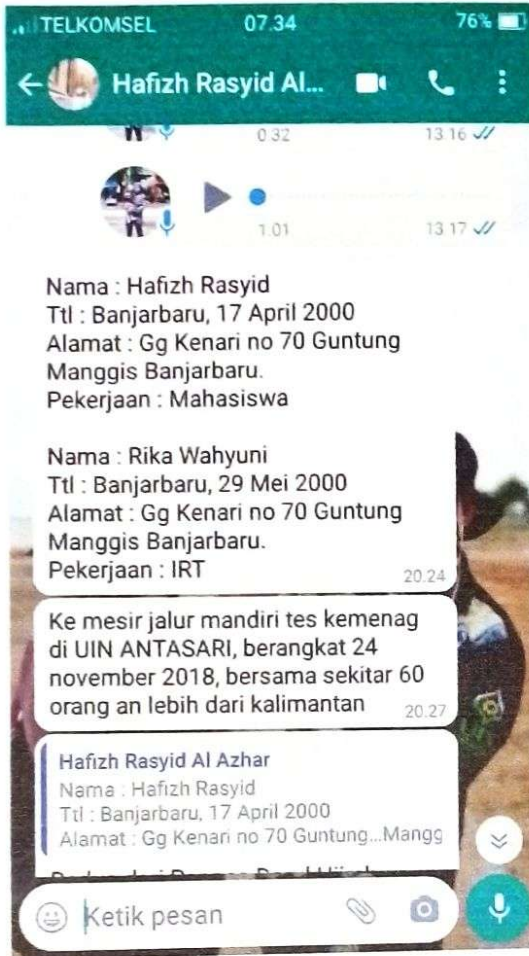 TELKOMSEL 07.34 76%
Hafizh Rasyid Al...
0.32 13.16
1.01 13.17
Nama : Hafizh Rasyid
Ttl : Banjarbaru, 17 April 2000
Alamat : Gg Kenari no 70 Guntung
Manggis Banjarbaru.
Pekerjaan : Mahasiswa
Nama : Rika Wahyuni
Ttl : Banjarbaru, 29 Mei 2000
Alamat : Gg Kenari no 70 Guntung
Manggis Banjarbaru.
Pekerjaan : IRT
20.24
Ke mesir jalur mandiri tes kemenag
di UIN ANTASARI, berangkat 24
november 2018, bersama sekitar 60
orang an lebih dari kalimantan 20.27
Hafizh Rasyid Al Azhar
Nama : Hafizh Rasyid
Ttl : Banjarbaru, 17 April 2000
Alamat : Gg Kenari no 70 Guntung...Mangg
Ketik pesan